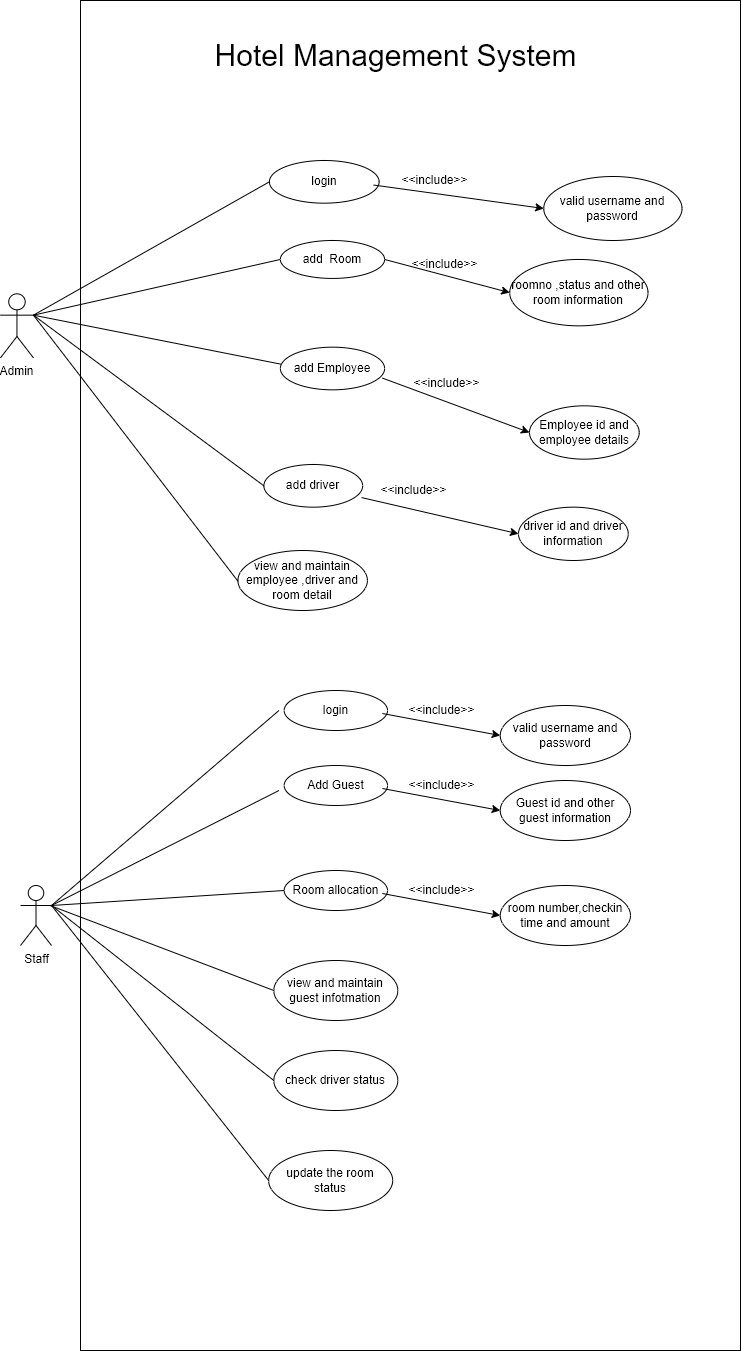 Hotel Management System
login
<<include>>
valid username and
password
add  Room
<<include>>
roomno ,status and other
room information
Admin
add Employee
<<include>>
Employee id and
employee details
add driver
<<include>>
driver id and driver
information
view and maintain
employee ,driver and
room detail
login
<<include>>
valid username and
password
Add Guest
<<include>>
Guest id and other
guest information
Room allocation
<<include>>
room number,checkin
time and amount
Staff
view and maintain
guest infotmation
check driver status
update the room
status